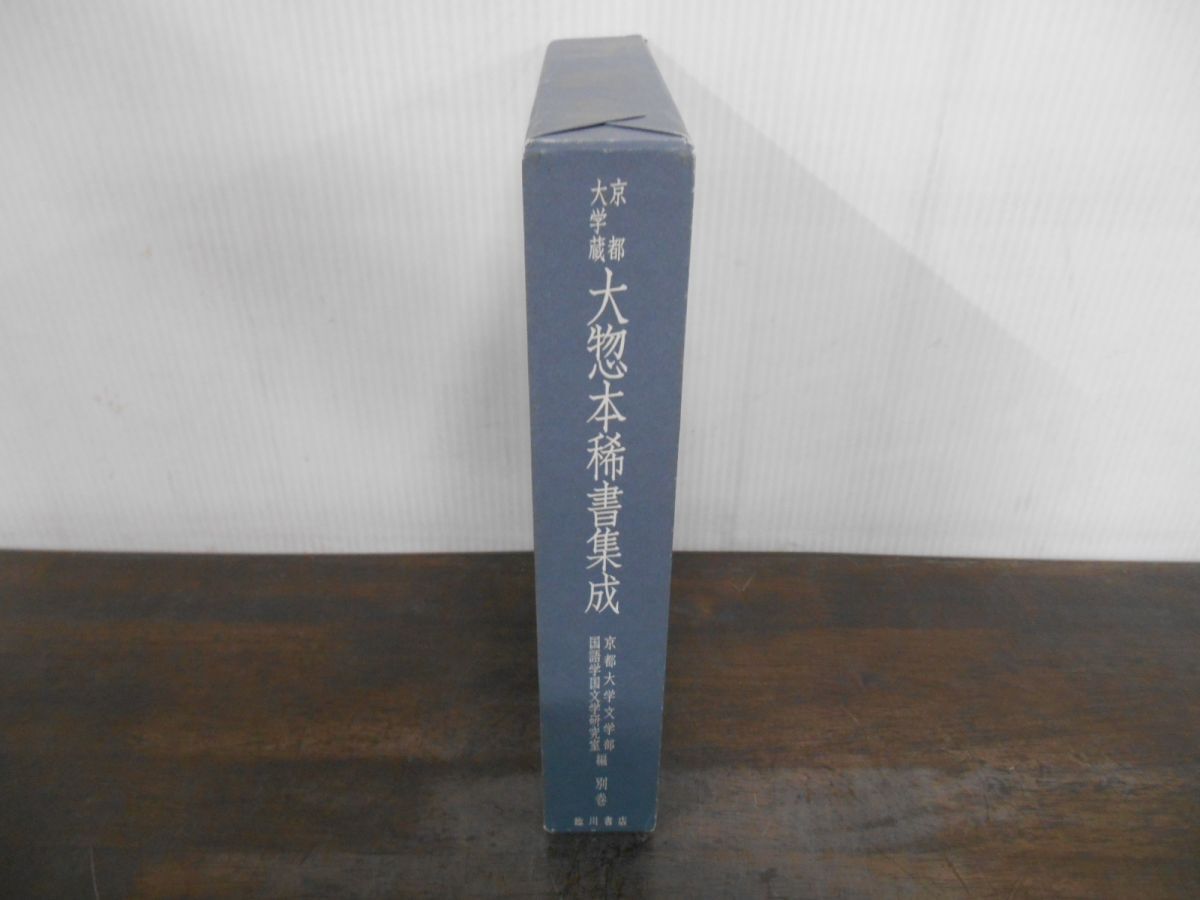 京都
大学蔵
大惣本稀書集成
京都大学文学部
国語学国文学研究室
編
別巻
臨川書店